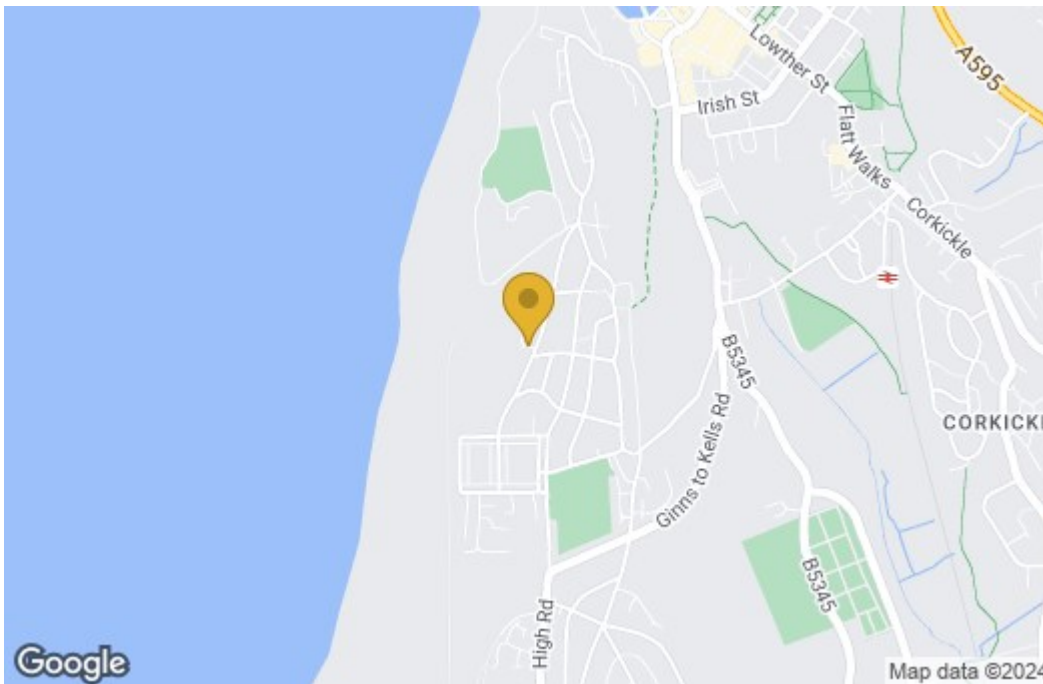 Lowther St
A595
Irish St
Flatt Walks
Corkickle
B5345
CORKICKL
Ginns to Kells Rd
B5345
High Rd
Google
Map data ©2024